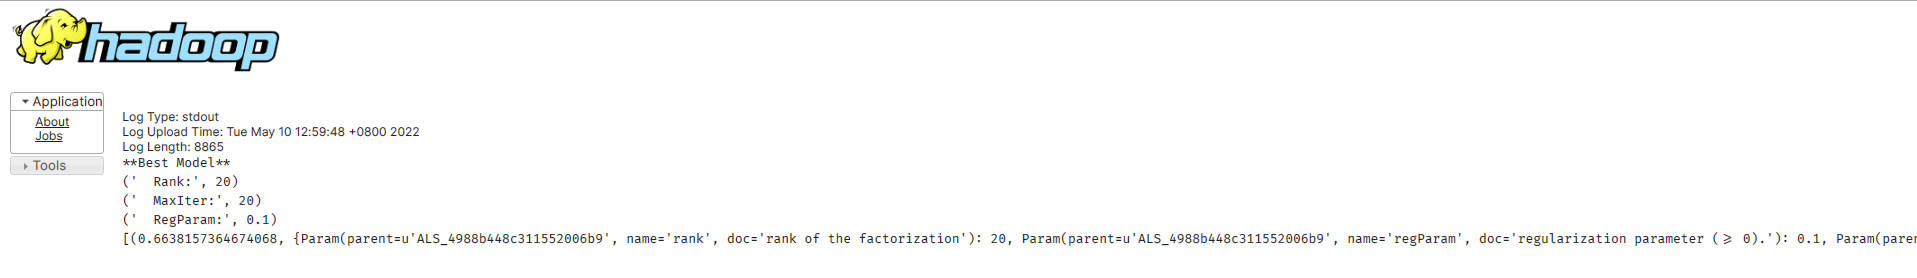 hadoop
Application
About
Jobs
Tools
Log Type: stdout
Log Upload Time: Tue May 10 12:59:48 +0800 2022
Log Length: 8865
**Best Model**
('  Rank:', 20)
('  MaxIter:', 20)
('  RegParam:', 0.1)
[(0.6638157364674068, {Param(parent=u'ALS_4988b448c311552006b9', name='rank', doc='rank of the factorization'): 20, Param(parent=u'ALS_4988b448c311552006b9', name='regParam', doc='regularization parameter (>= 0).'): 0.1, Param(paren